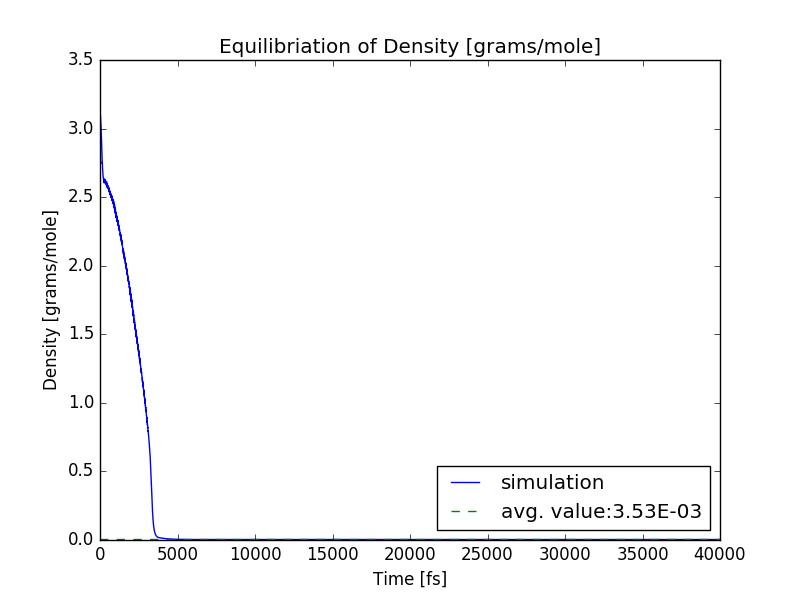 Equilibriation of Density [grams/mole]
3.5
3.0
2.5
2.0
1.5
1.0
0.5
0.0
Density [grams/mole]
simulation
avg. value:3.53E-03
0 5000 10000 15000 20000 25000 30000 35000 40000
Time [fs]